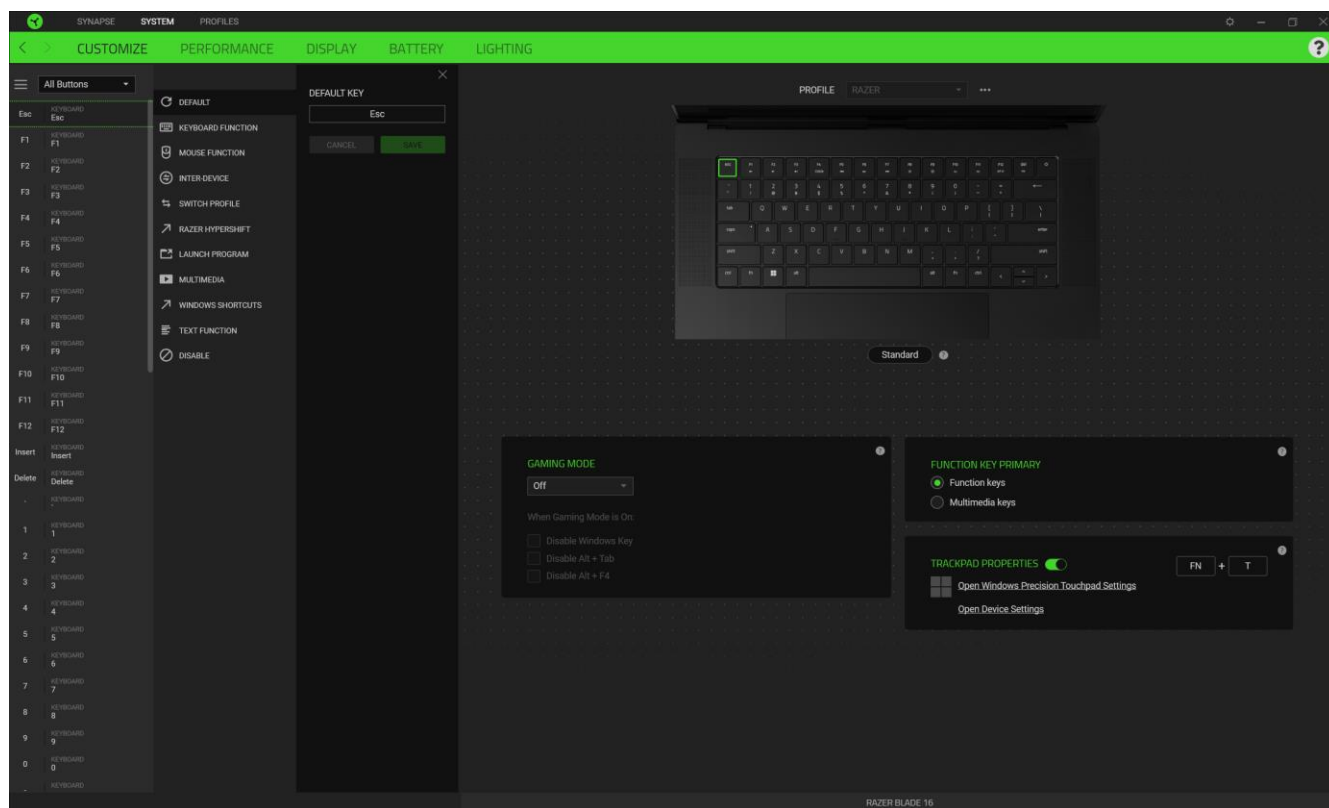 SYNAPSE SYSTEM PROFILES
CUSTOMIZE PERFORMANCE DISPLAY BATTERY LIGHTING
?
All Buttons
Esc KEYBOARD Esc
F1 KEYBOARD F1
F2 KEYBOARD F2
F3 KEYBOARD F3
F4 KEYBOARD F4
F5 KEYBOARD F5
F6 KEYBOARD F6
F7 KEYBOARD F7
F8 KEYBOARD F8
F9 KEYBOARD F9
F10 KEYBOARD F10
F11 KEYBOARD F11
F12 KEYBOARD F12
Insert KEYBOARD Insert
Delete KEYBOARD Delete
KEYBOARD
1 KEYBOARD 1
2 KEYBOARD 2
3 KEYBOARD 3
4 KEYBOARD 4
5 KEYBOARD 5
6 KEYBOARD 6
7 KEYBOARD 7
8 KEYBOARD 8
9 KEYBOARD 9
0 KEYBOARD 0
- KEYBOARD
DEFAULT
KEYBOARD FUNCTION
MOUSE FUNCTION
INTER-DEVICE
SWITCH PROFILE
RAZER HYPERSHIFT
LAUNCH PROGRAM
MULTIMEDIA
WINDOWS SHORTCUTS
TEXT FUNCTION
DISABLE
DEFAULT KEY
Esc
CANCEL SAVE
PROFILE RAZER
Q W E R T Y U I O P
A S D F G H J K L
Z X C V B N M
Standard ?
GAMING MODE ?
Off
When Gaming Mode is On:
Disable Windows Key
Disable Alt + Tab
Disable Alt + F4
FUNCTION KEY PRIMARY ?
Function keys
Multimedia keys
TRACKPAD PROPERTIES FN + T ?
Open Windows Precision Touchpad Settings
Open Device Settings
RAZER BLADE 16